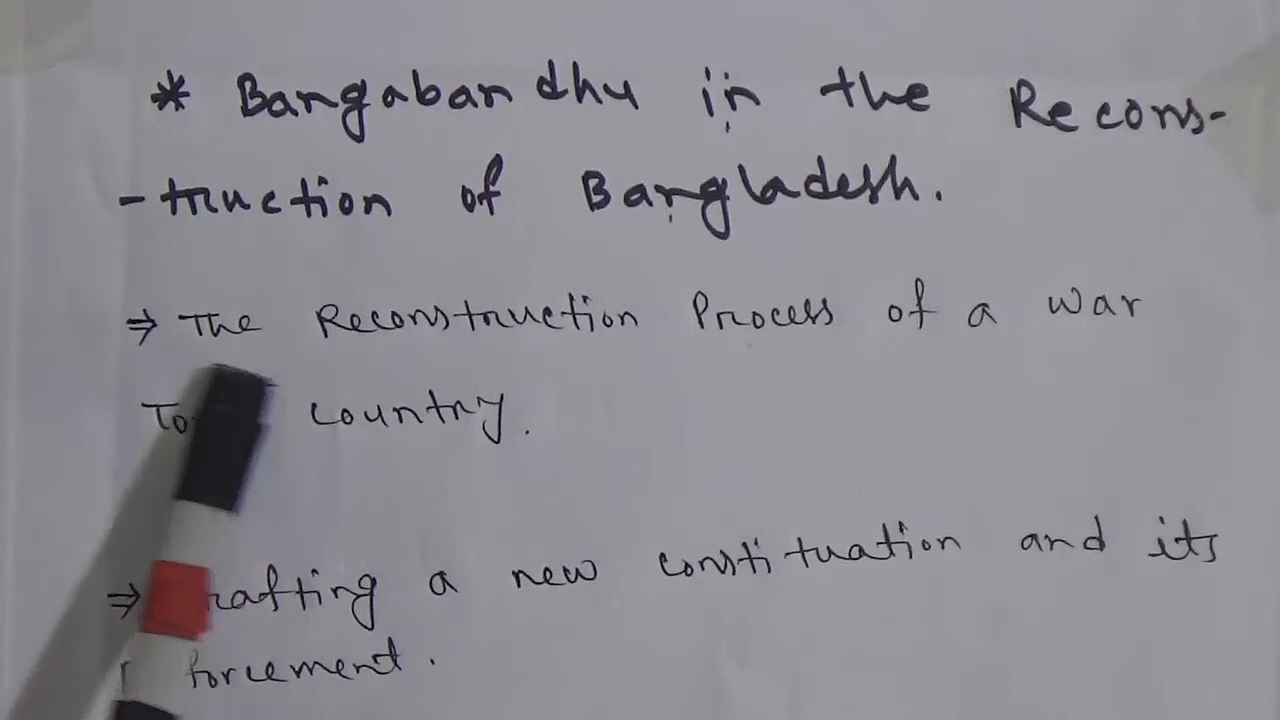 * Bangabandhu in the Recons-
-truction of Bangladesh.
⇒ The Reconstruction Process of a war
country.
⇒ a new constituation and its